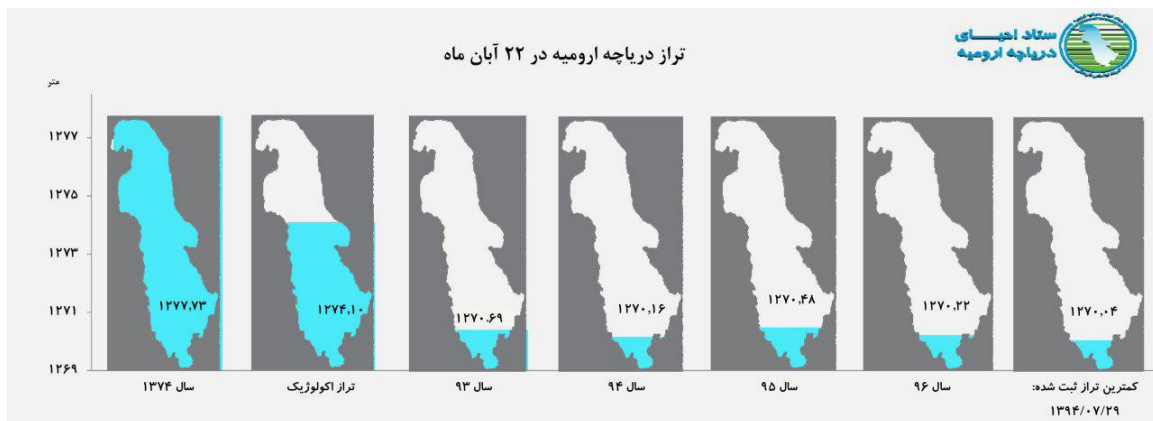 ستاد احیای
دریاچه ارومیه
تراز دریاچه ارومیه در ۲۲ آبان ماه
متر
۱۲۷۷
۱۲۷۵
۱۲۷۳
۱۲۷۱
۱۲۶۹
۱۲۷۷,۷۳
۱۲۷۴,۱۰
۱۲۷۰.۶۹
۱۲۷۰,۱۶
۱۲۷۰,۴۸
۱۲۷۰,۲۲
۱۲۷۰,۰۴
سال ۱۳۷۴
تراز اکولوژیک
سال ۹۳
سال ۹۴
سال ۹۵
سال ۹۶
کمترین تراز ثبت شده:
۱۳۹۴/۰۷/۲۹